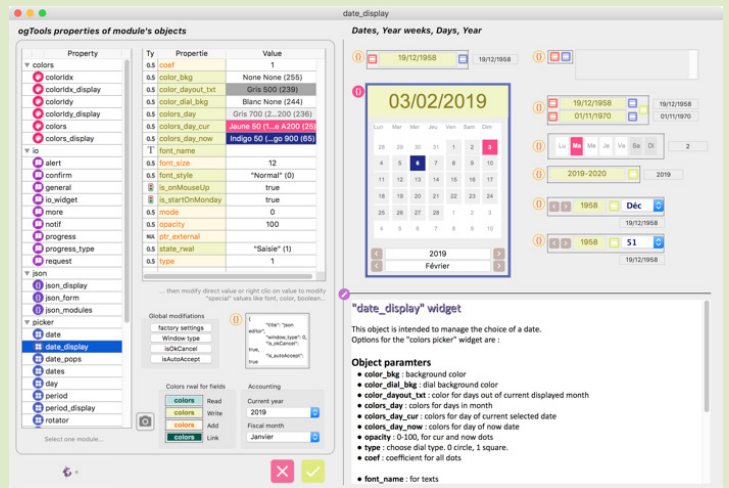 date_display
ogTools properties of module's objects
Property
colors
colorIdx
colorIdx_display
colorIdy
colorIdy_display
colors
colors_display
io
alert
confirm
general
io_widget
more
notif
progress
progress_type
request
json
json_display
json_form
json_modules
picker
date
date_display
date_pops
dates
day
period
period_display
rotator
Select one module...
Ty Propertie Value
0.5 coef 1
0.5 color_bkg None None (255)
0.5 color_dayout_txt Gris 500 (239)
0.5 color_dial_bkg Blanc None (244)
0.5 colors_day Gris 700 (2...200 (236)
0.5 colors_day_cur Jaune 50 (1...e A200 (25)
0.5 colors_day_now Indigo 50 (...go 900 (65)
T font_name
0.5 font_size 12
0.5 font_style "Normal" (0)
is_onMouseUp true
is_startOnMonday true
0.5 mode 0
0.5 opacity 100
ptr_external
0.5 state_rwal "Saisie" (1)
0.5 type 1
... then modify direct value or right clic on value to modify
"special" values like font, color, boolean...
Global modifiations
factory settings
Window type
isOkCancel
isAutoAccept
{
"title": "json
editor",
"window_type": 0,
"is_okCancel":
true,
"is_autoAccept":
true
Colors rwal for fields
colors Read
colors Write
colors Add
colors Link
Accounting
Current year
2019
Fiscal month
Janvier
Dates, Year weeks, Days, Year
19/12/1958
19/12/1958
03/02/2019
Lun Mar Mer Jeu Ven Sam Dim
28 29 30 31 1 2 3
4 5 6 7 8 9 10
11 12 13 14 15 16 17
18 19 20 21 22 23 24
25 26 27 28 1 2 3
4 5 6 7 8 9 10
2019
Février
19/12/1958
01/11/1970
19/12/1958
01/11/1970
Lu Ma Me Je Ve Sa Di
2
2019-2020
2019
1958 Déc
19/12/1958
1958 51
19/12/1958
"date_display" widget
This object is intended to manage the choice of a date.
Options for the "colors picker" widget are :
Object paramters
• color_bkg : background color
• color_dial_bkg : dial background color
• color_dayout_txt : color for days out of current displayed month
• colors_day : colors for days in month
• colors_day_cur : colors for day of current selected date
• colors_day_now : colors for day of now date
• opacity : 0-100, for cur and now dots
• type : choose dial type. 0 circle, 1 square.
• coef : coefficient for all dots
• font_name : for texts